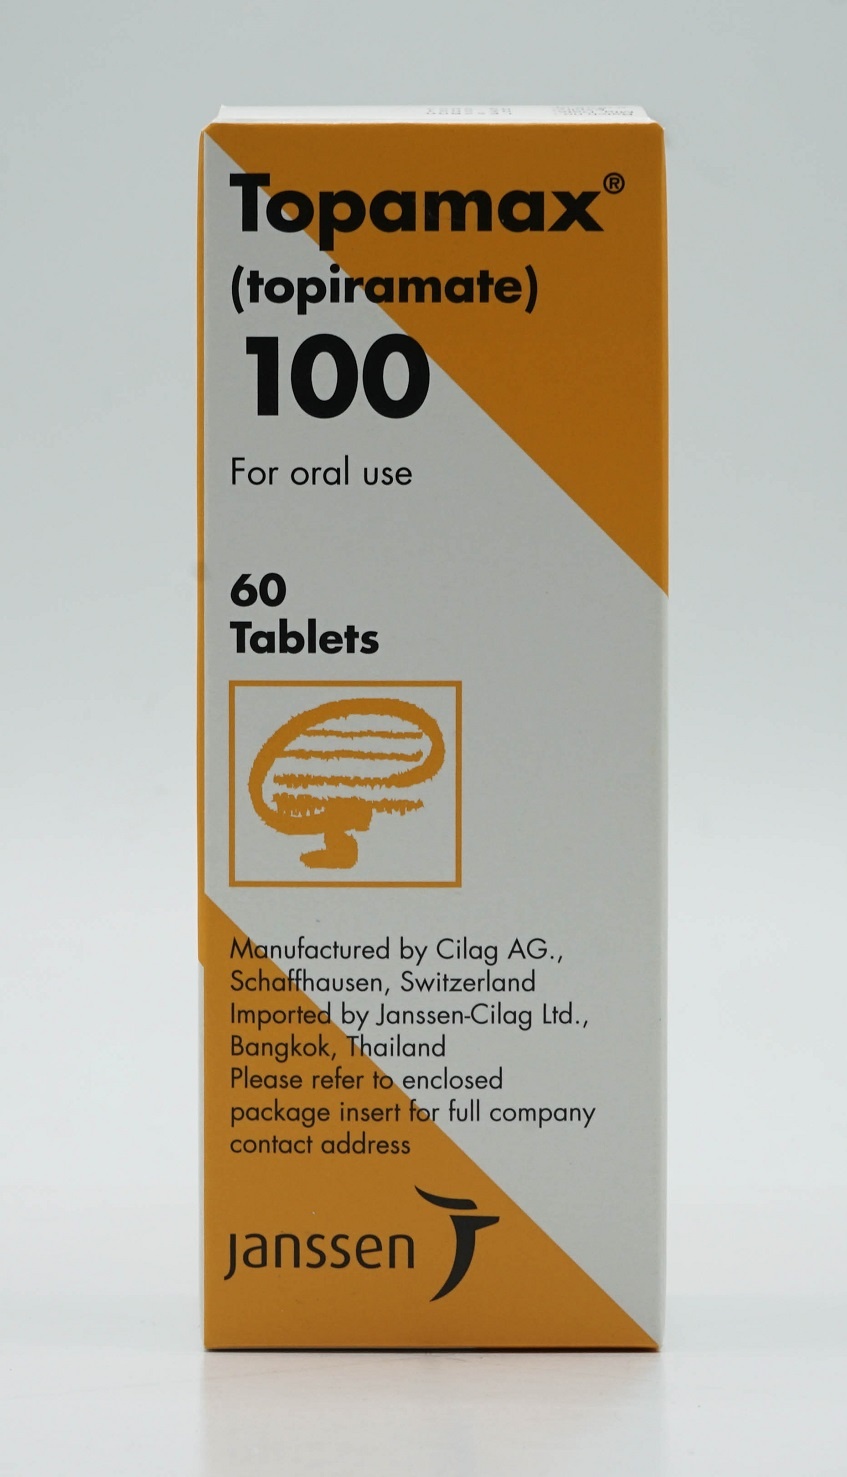 Topamax®
(topiramate)
100
For oral use
60
Tablets
Manufactured by Cilag AG.,
Schaffhausen, Switzerland
Imported by Janssen-Cilag Ltd.,
Bangkok, Thailand
Please refer to enclosed
package insert for full company
contact address
janssen